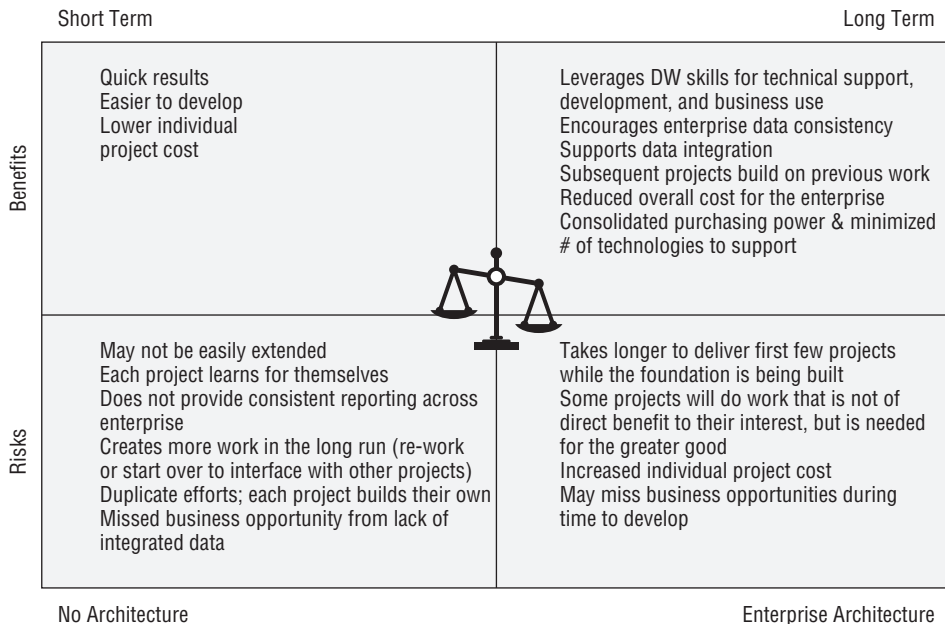 Short Term
Long Term
Benefits
Quick results
Easier to develop
Lower individual
project cost
Leverages DW skills for technical support,
development, and business use
Encourages enterprise data consistency
Supports data integration
Subsequent projects build on previous work
Reduced overall cost for the enterprise
Consolidated purchasing power & minimized
# of technologies to support
Risks
May not be easily extended
Each project learns for themselves
Does not provide consistent reporting across
enterprise
Creates more work in the long run (re-work
or start over to interface with other projects)
Duplicate efforts; each project builds their own
Missed business opportunity from lack of
integrated data
Takes longer to deliver first few projects
while the foundation is being built
Some projects will do work that is not of
direct benefit to their interest, but is needed
for the greater good
Increased individual project cost
May miss business opportunities during
time to develop
No Architecture
Enterprise Architecture